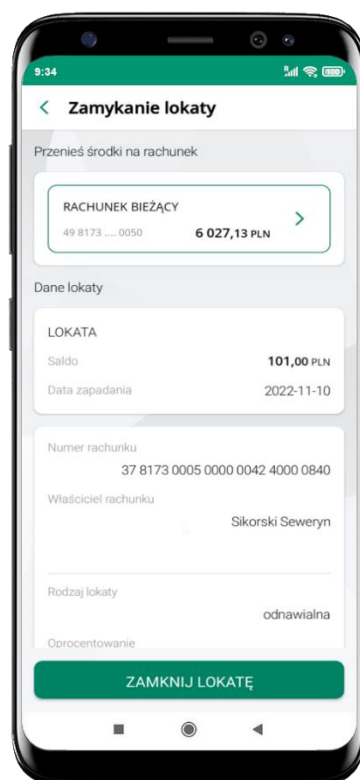 9:34
Zamykanie lokaty
Przenieś środki na rachunek
RACHUNEK BIEŻĄCY
49 8173 .... 0050 6 027,13 PLN
Dane lokaty
LOKATA
Saldo 101,00 PLN
Data zapadania 2022-11-10
Numer rachunku
37 8173 0005 0000 0042 4000 0840
Właściciel rachunku
Sikorski Seweryn
Rodzaj lokaty
odnawialna
Oprocentowanie
ZAMKNIJ LOKATĘ